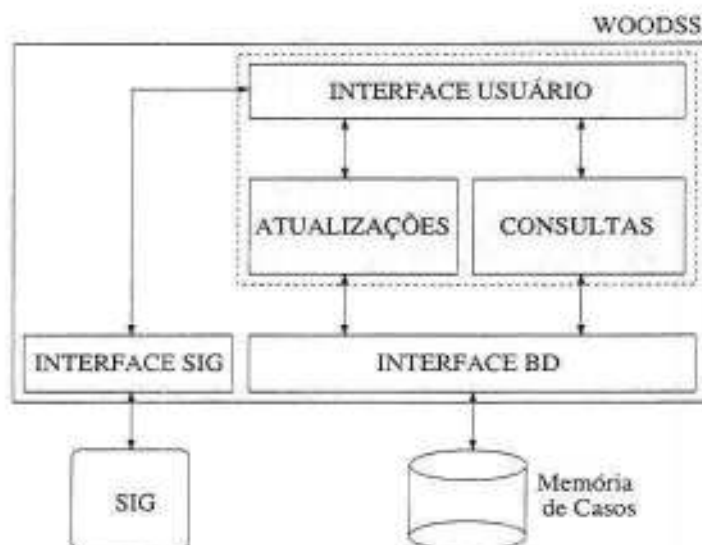 WOODSS
INTERFACE USUÁRIO
ATUALIZAÇÕES
CONSULTAS
INTERFACE SIG
INTERFACE BD
SIG
Memória
de Casos